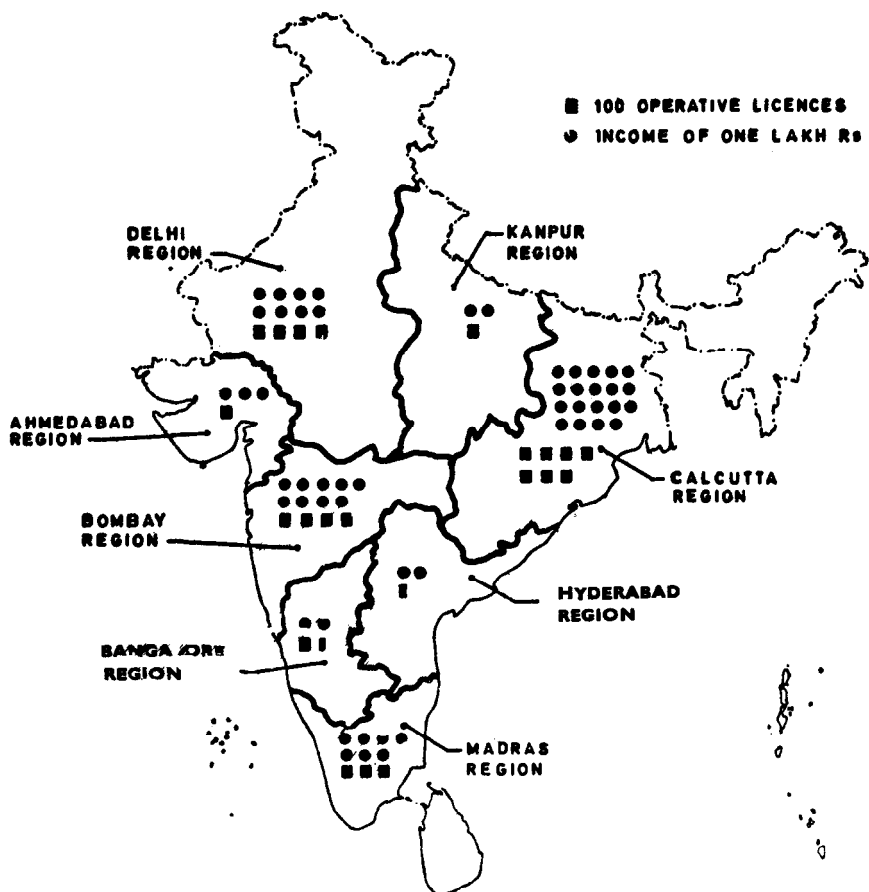 100 OPERATIVE LICENCES
INCOME OF ONE LAKH Rs
DELHI
REGION
KANPUR
REGION
AHMEDABAD
REGION
CALCUTTA
REGION
BOMBAY
REGION
HYDERABAD
REGION
REGION
MADRAS
REGION